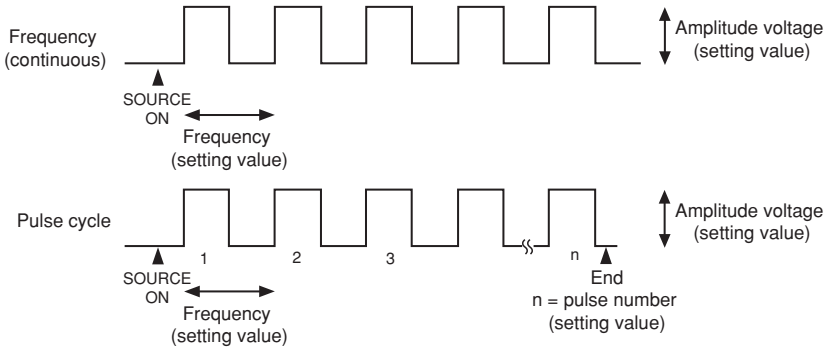 Frequency
(continuous)
Amplitude voltage
(setting value)
SOURCE
ON
Frequency
(setting value)
Pulse cycle
Amplitude voltage
(setting value)
1
2
3
n
SOURCE
ON
Frequency
(setting value)
End
n = pulse number
(setting value)